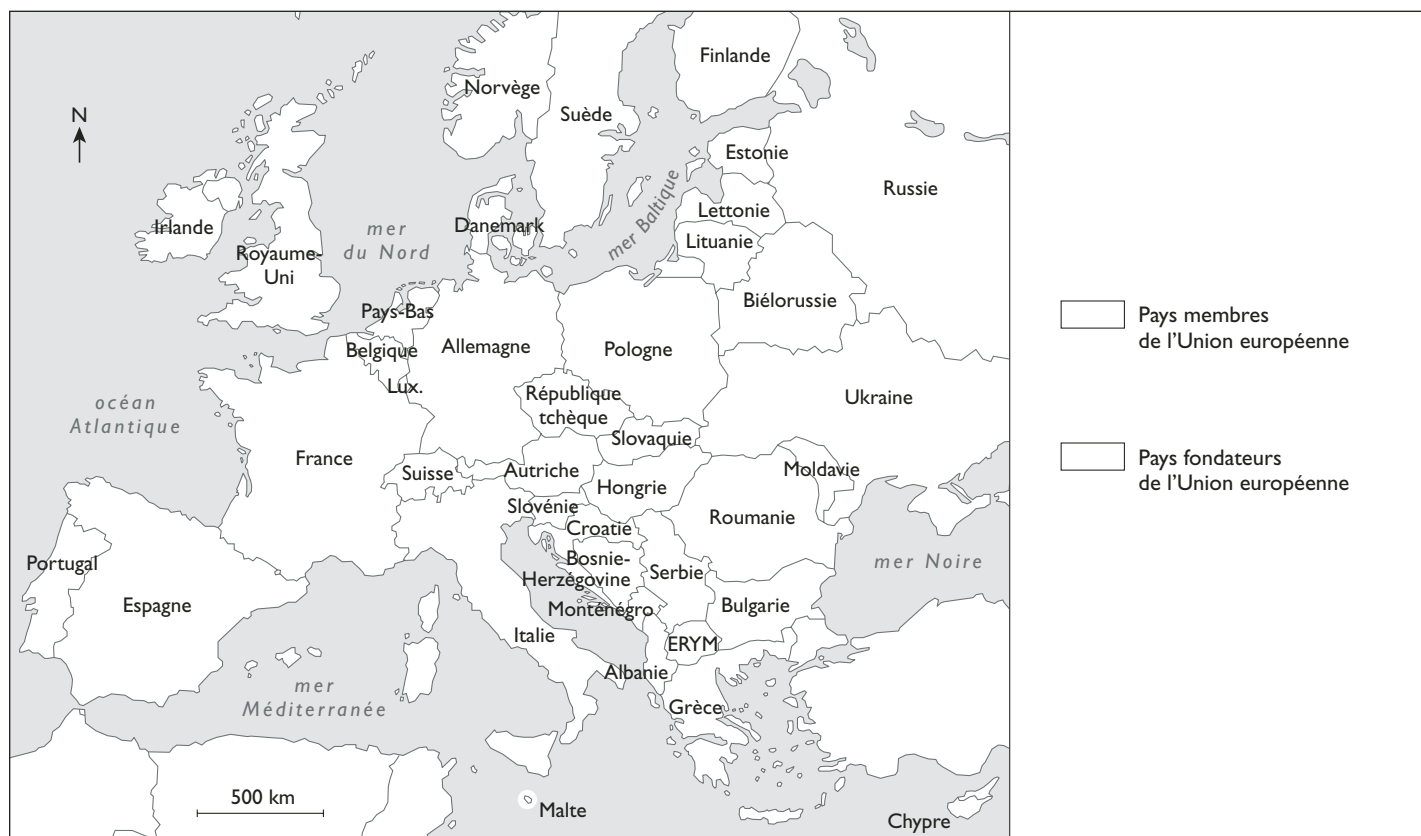 Finlande
Norvège
Suède
N
Estonie
Russie
mer Baltique
Lettonie
Irlande
Danemark
mer
du Nord
Lituanie
Royaume-
Uni
Biélorussie
Pays-Bas
Pays membres
de l'Union européenne
Belgique
Allemagne
Pologne
Lux.
République
tchèque
Ukraine
océan
Atlantique
Slovaquie
France
Suisse
Autriche
Moldavie
Pays fondateurs
de l'Union européenne
Hongrie
Slovénie
Roumanie
Croatie
Portugal
Bosnie-
Herzégovine
Serbie
mer Noire
Espagne
Monténégro
Bulgarie
Italie
ERYM
Albanie
mer
Méditerranée
Grèce
500 km
Malte
Chypre